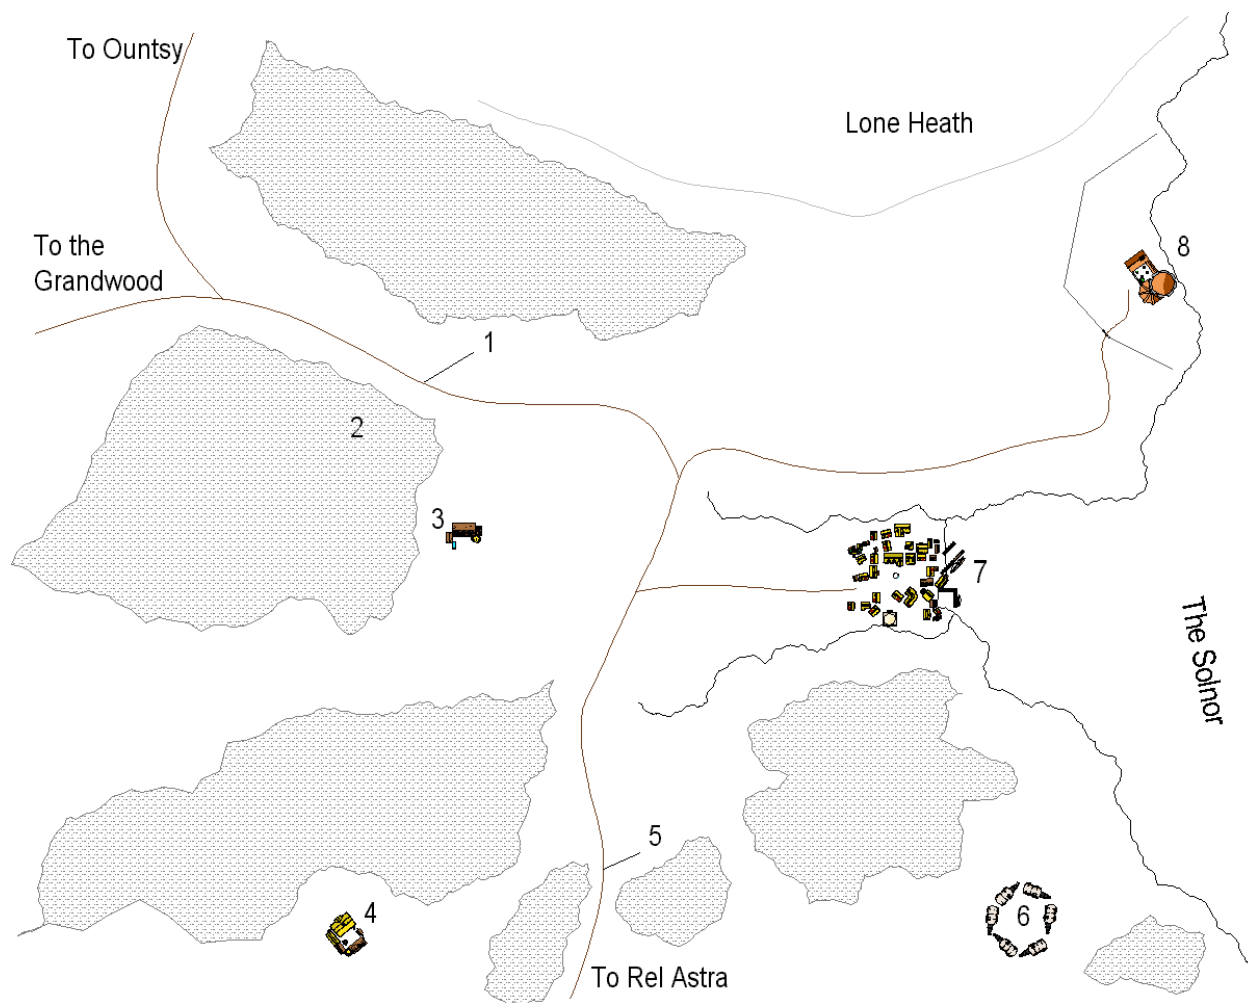 To Ountsy
Lone Heath
To the
Grandwood
8
1
2
3
7
The Solnor
5
4
6
To Rel Astra